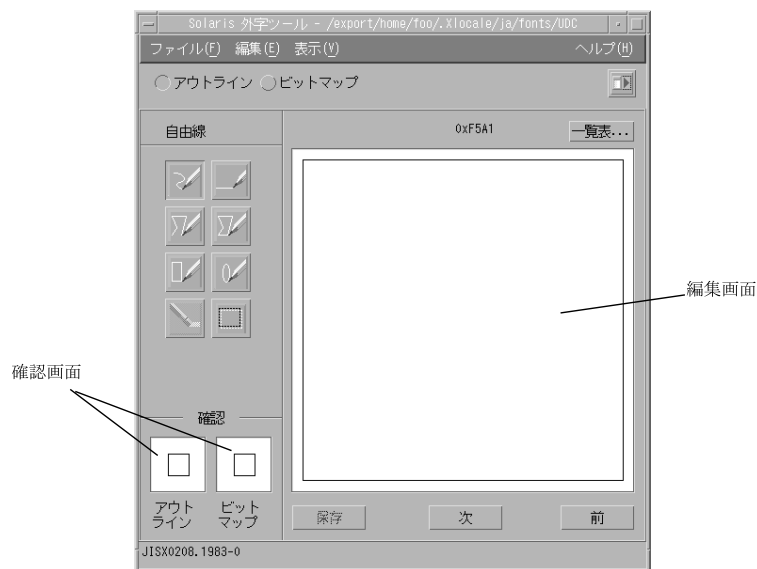 Solaris 外字ツール - /export/home/foo/.Xlocale/ja/fonts/UDC
ファイル(F) 編集(E) 表示(V) ヘルプ(H)
アウトライン ビットマップ
自由線 0xF5A1 一覧表...
編集画面
確認画面
確認
アウト
ライン
ビット
マップ
保存 次 前
JISX0208.1983-0